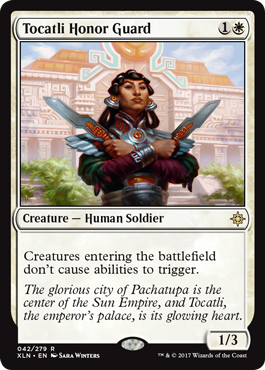 Tocatli Honor Guard 1
Creature — Human Soldier
Creatures entering the battlefield
don't cause abilities to trigger.
The glorious city of Pachatupa is the
center of the Sun Empire, and Tocatli,
the emperor's palace, is its glowing heart.
1/3
042/279 R
XLN • EN Sara Winters
™ & © 2017 Wizards of the Coast